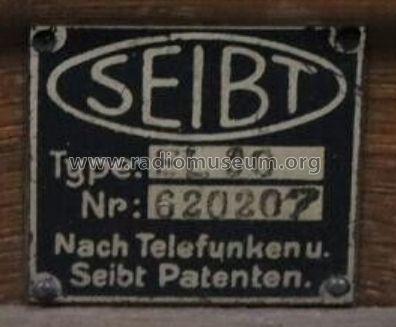 SEIBT
Type:
www.radiomuseum.org
Nr: 620207
Nach Telefunken u.
Seibt Patenten.